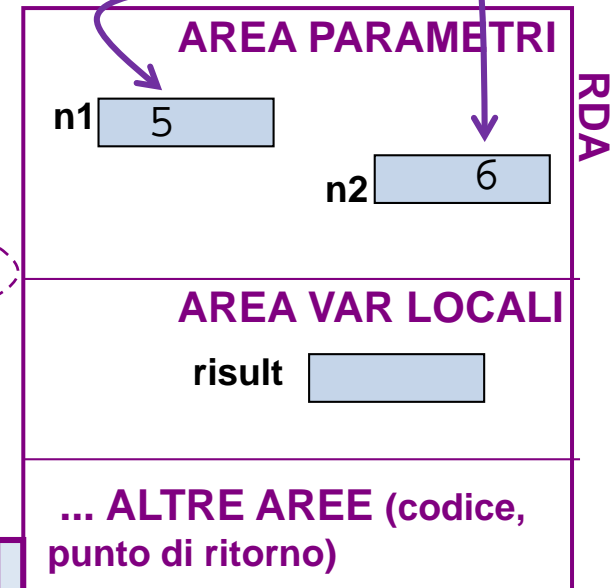 AREA PARAMETRI
RDA
n1 5
n2 6
AREA VAR LOCALI
risult
... ALTRE AREE (codice,
punto di ritorno)